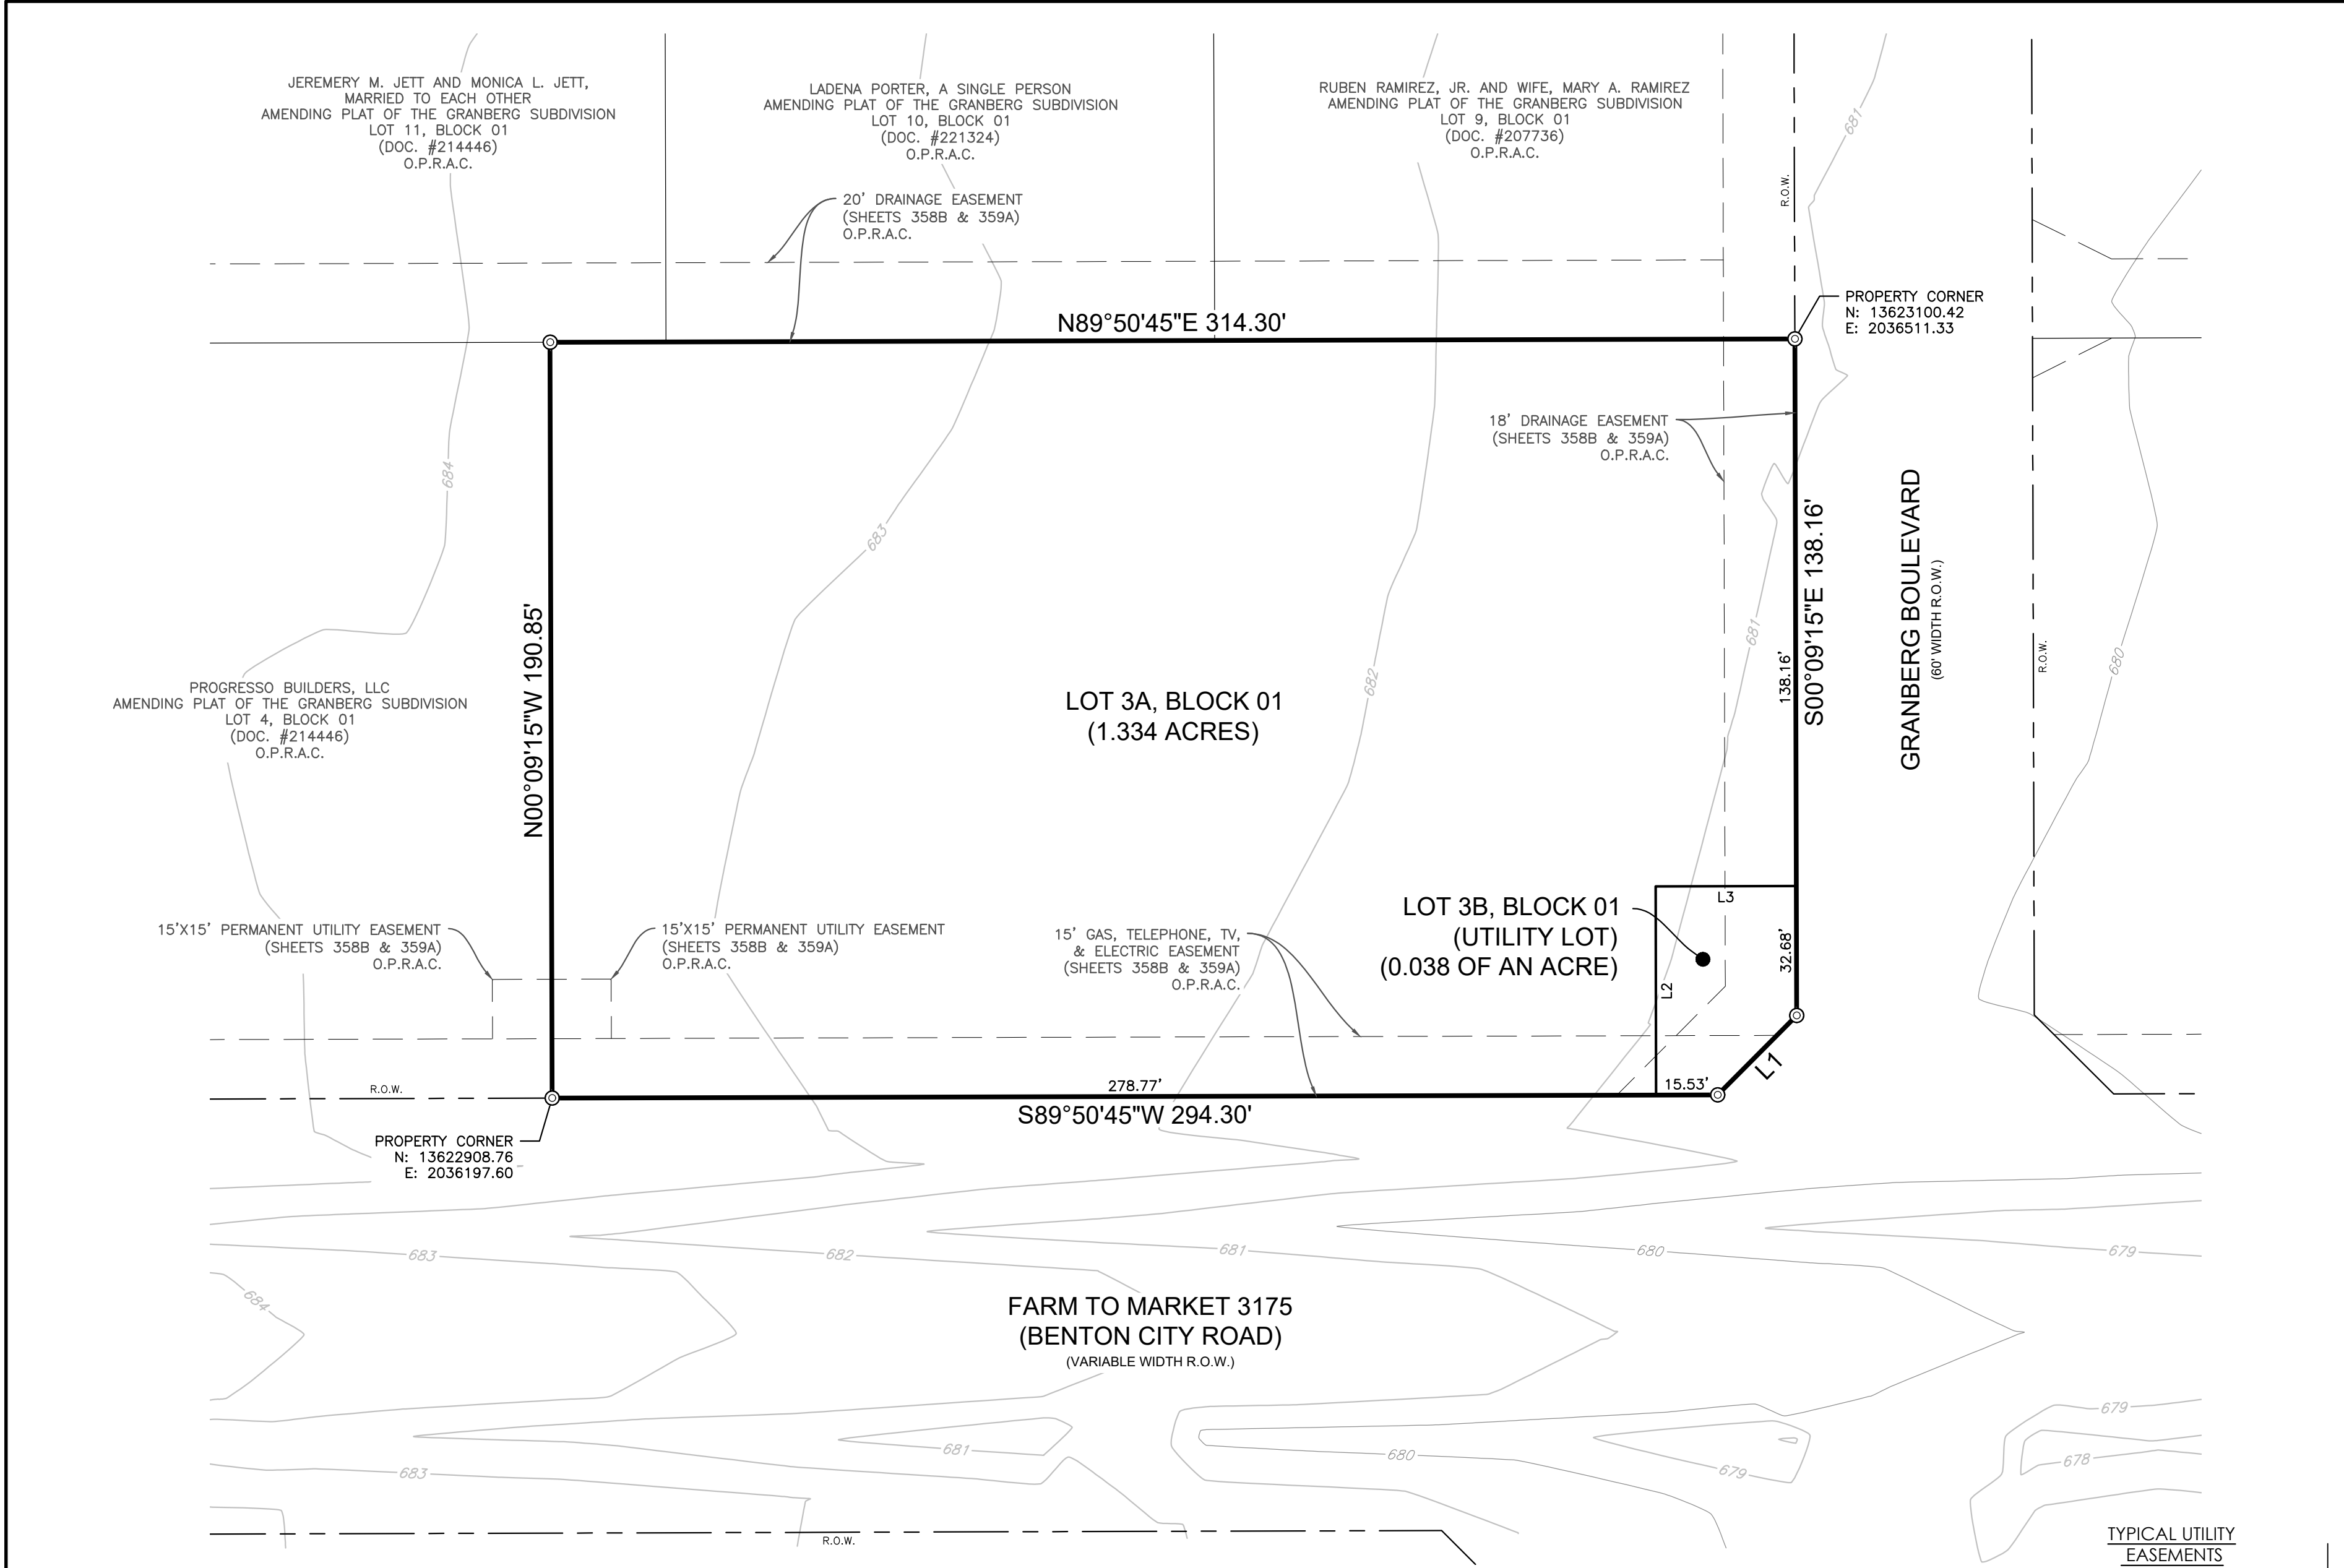 JEREMERY M. JETT AND MONICA L. JETT,
MARRIED TO EACH OTHER
AMENDING PLAT OF THE GRANBERG SUBDIVISION
LOT 11, BLOCK 01
(DOC. #214446)
O.P.R.A.C.
LADENA PORTER, A SINGLE PERSON
AMENDING PLAT OF THE GRANBERG SUBDIVISION
LOT 10, BLOCK 01
(DOC. #221324)
O.P.R.A.C.
RUBEN RAMIREZ, JR. AND WIFE, MARY A. RAMIREZ
AMENDING PLAT OF THE GRANBERG SUBDIVISION
LOT 9, BLOCK 01
(DOC. #207736)
O.P.R.A.C.
681
R.O.W.
20' DRAINAGE EASEMENT
(SHEETS 358B & 359A)
O.P.R.A.C.
PROPERTY CORNER
N: 13623100.42
E: 2036511.33
N89°50'45"E 314.30'
18' DRAINAGE EASEMENT
(SHEETS 358B & 359A)
O.P.R.A.C.
684
683
682
681
680
N00°09'15"W 190.85'
138.16'
S00°09'15"E 138.16'
GRANBERG BOULEVARD
(60' WIDTH R.O.W.)
R.O.W.
PROGRESSO BUILDERS, LLC
AMENDING PLAT OF THE GRANBERG SUBDIVISION
LOT 4, BLOCK 01
(DOC. #214446)
O.P.R.A.C.
LOT 3A, BLOCK 01
(1.334 ACRES)
15'X15' PERMANENT UTILITY EASEMENT
(SHEETS 358B & 359A)
O.P.R.A.C.
15'X15' PERMANENT UTILITY EASEMENT
(SHEETS 358B & 359A)
O.P.R.A.C.
15' GAS, TELEPHONE, TV,
& ELECTRIC EASEMENT
(SHEETS 358B & 359A)
O.P.R.A.C.
LOT 3B, BLOCK 01
(UTILITY LOT)
(0.038 OF AN ACRE)
L3
L2
32.68'
L1
R.O.W.
278.77'
15.53'
S89°50'45"W 294.30'
PROPERTY CORNER
N: 13622908.76
E: 2036197.60
683
682
681
680
679
684
FARM TO MARKET 3175
(BENTON CITY ROAD)
(VARIABLE WIDTH R.O.W.)
679
681
680
679
678
683
R.O.W.
TYPICAL UTILITY
EASEMENTS